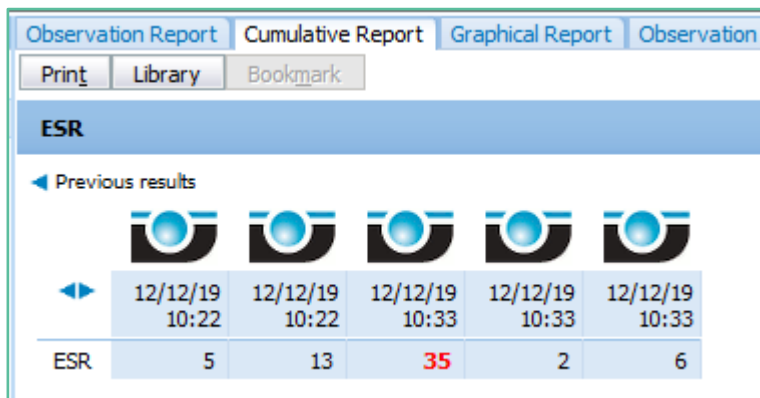 Observation Report Cumulative Report Graphical Report Observation
Print Library Bookmark
ESR
Previous results
12/12/19 12/12/19 12/12/19 12/12/19 12/12/19
10:22 10:22 10:33 10:33 10:33
ESR 5 13 35 2 6